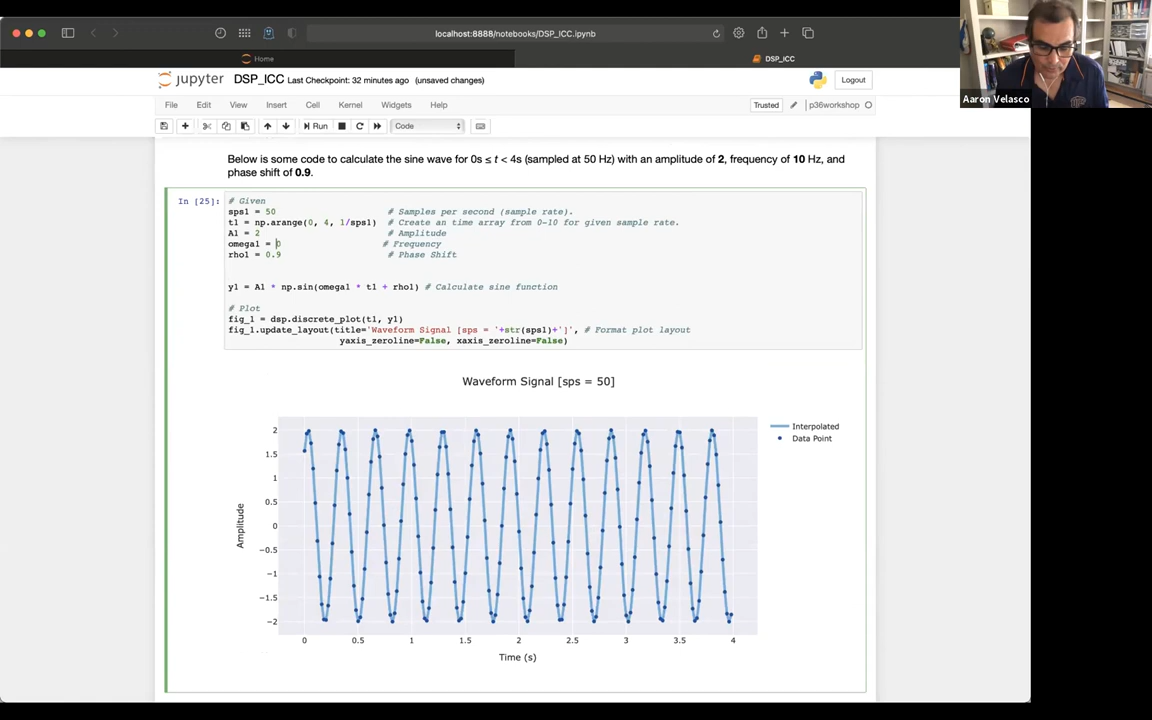 localhost:8888/notebooks/DSP_ICC.ipynb
Home
DSP_ICC
jupyter DSP_ICC Last Checkpoint: 32 minutes ago (unsaved changes)
Logout
File Edit View Insert Cell Kernel Widgets Help
Trusted p36workshop
Run Code
Aaron Velasco
Below is some code to calculate the sine wave for 0s ≤ t < 4s (sampled at 50 Hz) with an amplitude of 2, frequency of 10 Hz, and
phase shift of 0.9.
In [25]:
# Given
sps1 = 50 # Samples per second (sample rate).
t1 = np.arange(0, 4, 1/sps1) # Create an time array from 0-10 for given sample rate.
A1 = 2 # Amplitude
omega1 = 0 # Frequency
rho1 = 0.9 # Phase Shift
y1 = A1 * np.sin(omega1 * t1 + rho1) # Calculate sine function
# Plot
fig_1 = dsp.discrete_plot(t1, y1)
fig_1.update_layout(title='Waveform Signal [sps = '+str(sps1)+']', # Format plot layout
yaxis_zeroline=False, xaxis_zeroline=False)
Waveform Signal [sps = 50]
Interpolated
Data Point
2
1.5
1
0.5
0
−0.5
−1
−1.5
−2
Amplitude
0 0.5 1 1.5 2 2.5 3 3.5 4
Time (s)